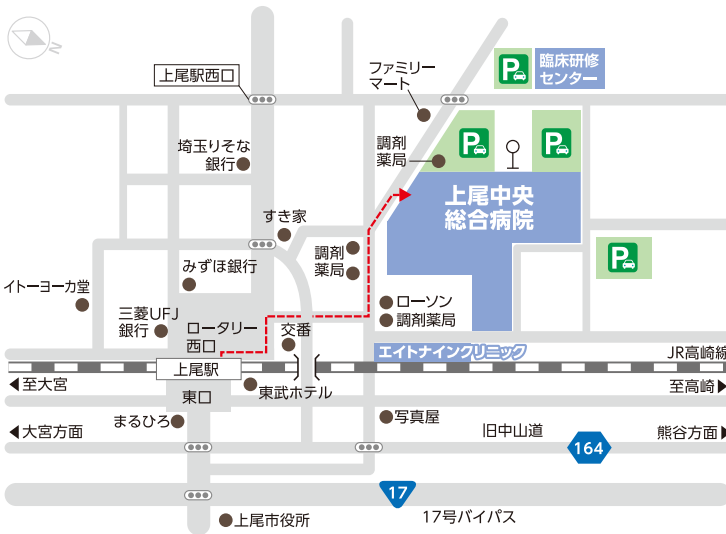 N
上尾駅西口
ファミリー
マート
P
臨床研修
センター
埼玉りそな
銀行
調剤
薬局
P
P
上尾中央
総合病院
すき家
調剤
薬局
P
みずほ銀行
イトーヨーカ堂
三菱UFJ
銀行
ロータリー
西口
交番
ローソン
調剤薬局
エイトナインクリニック
JR高崎線
上尾駅
至大宮
東口
東武ホテル
至高崎
まるひろ
写真屋
大宮方面
旧中山道
164
熊谷方面
17
17号バイパス
上尾市役所